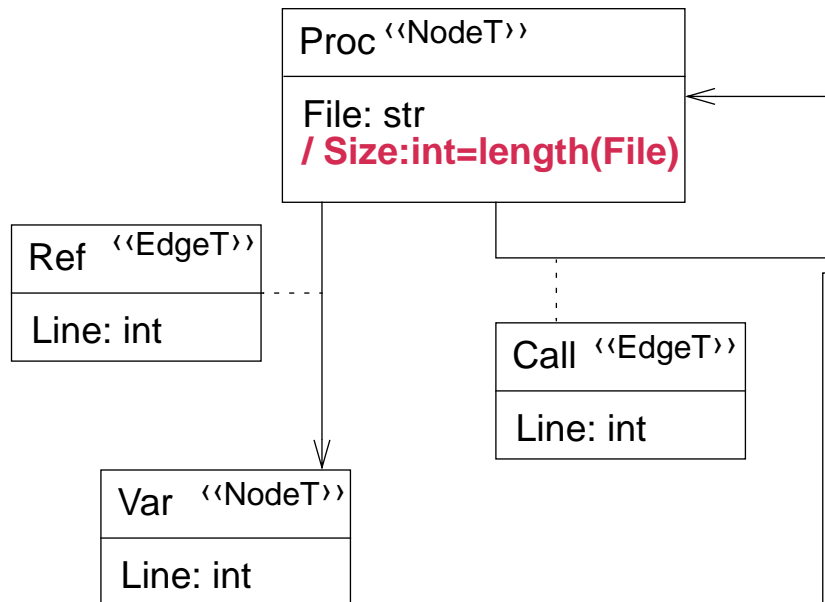 Proc ‹‹NodeT››
File: str
/ Size:int=length(File)
Ref ‹‹EdgeT››
Line: int
Call ‹‹EdgeT››
Line: int
Var ‹‹NodeT››
Line: int